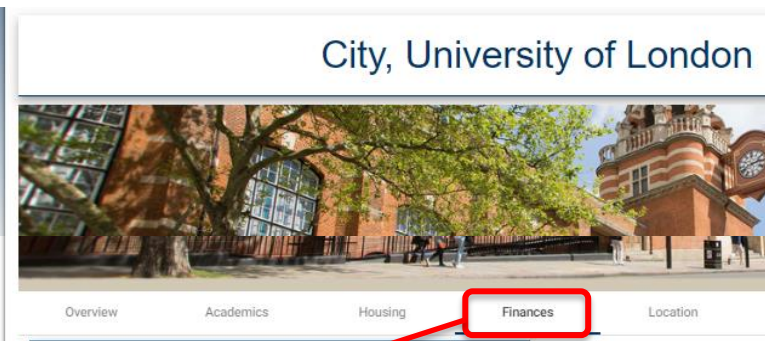 City, University of London
Overview Academics Housing Finances Location